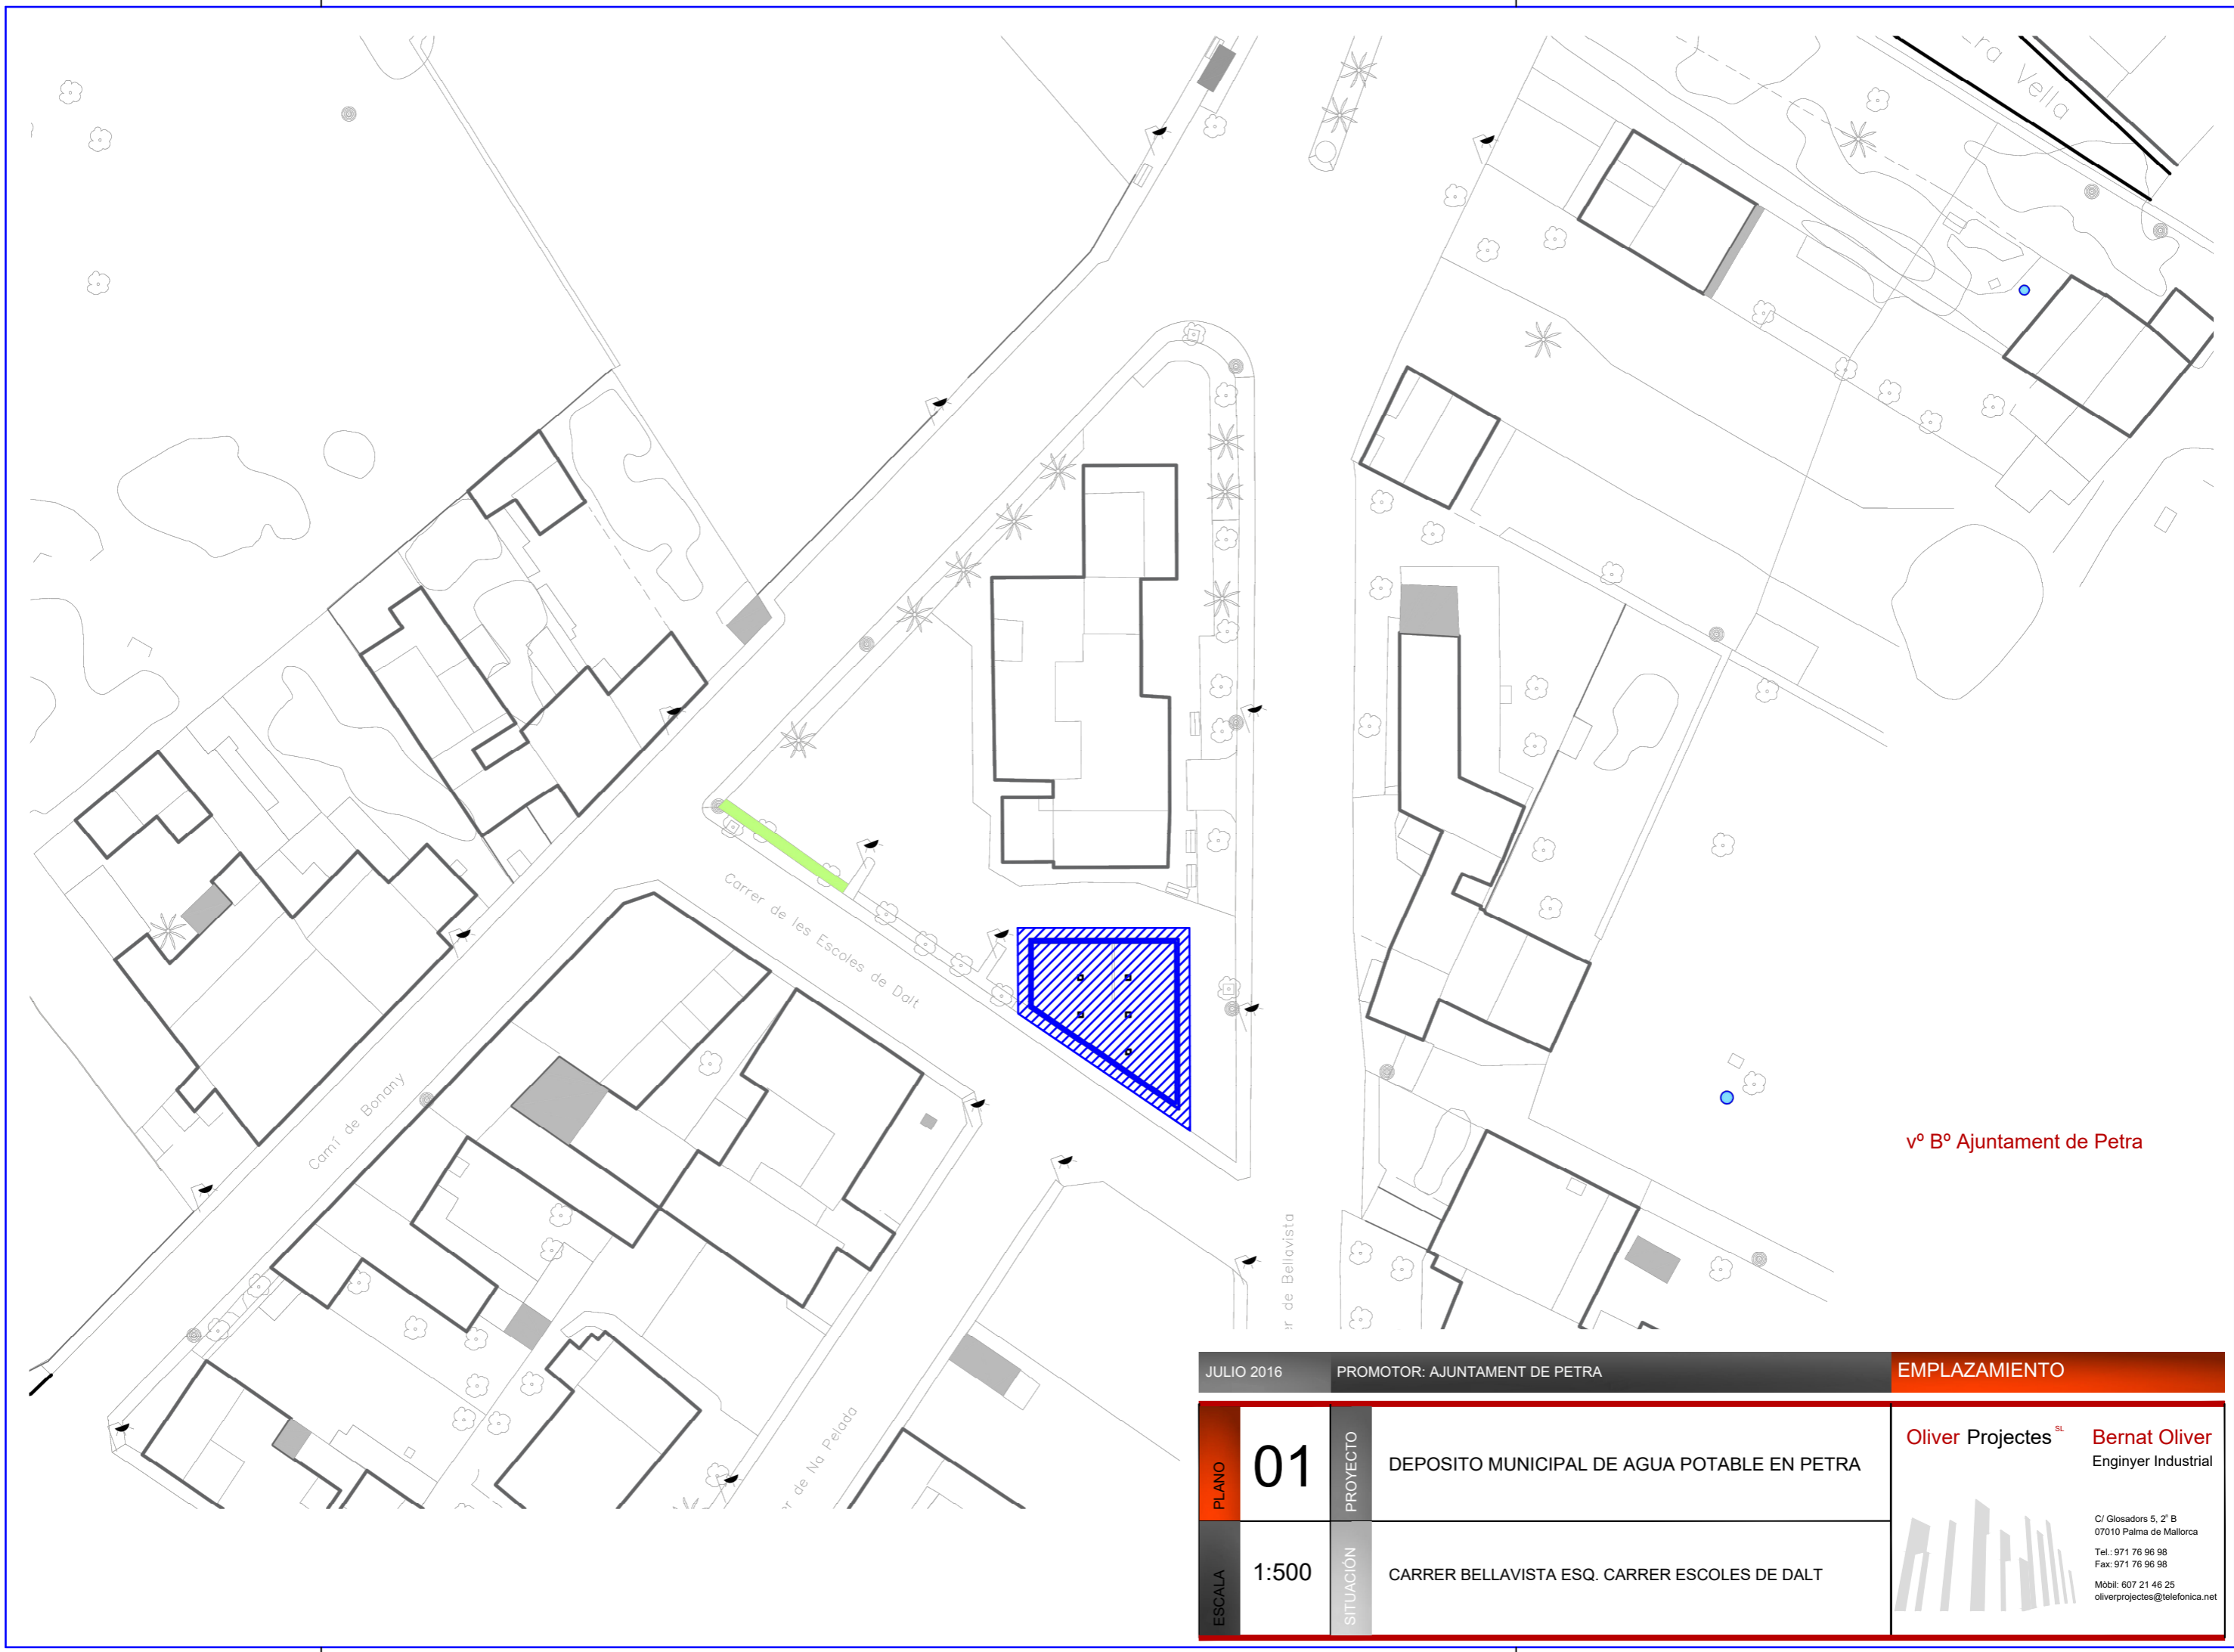 ra Vella
Carrer de les Escoles de Dalt
Camí de Bonany
er de Bellavista
er de Na Pelada
vº Bº Ajuntament de Petra
JULIO 2016
PROMOTOR: AJUNTAMENT DE PETRA
EMPLAZAMIENTO
PLANO
01
PROYECTO
DEPOSITO MUNICIPAL DE AGUA POTABLE EN PETRA
ESCALA
1:500
SITUACIÓN
CARRER BELLAVISTA ESQ. CARRER ESCOLES DE DALT
Oliver Projectes SL
Bernat Oliver
Enginyer Industrial
C/ Glosadors 5, 2º B
07010 Palma de Mallorca
Tel.: 971 76 96 98
Fax: 971 76 96 98
Mòbil: 607 21 46 25
oliverprojectes@telefonica.net